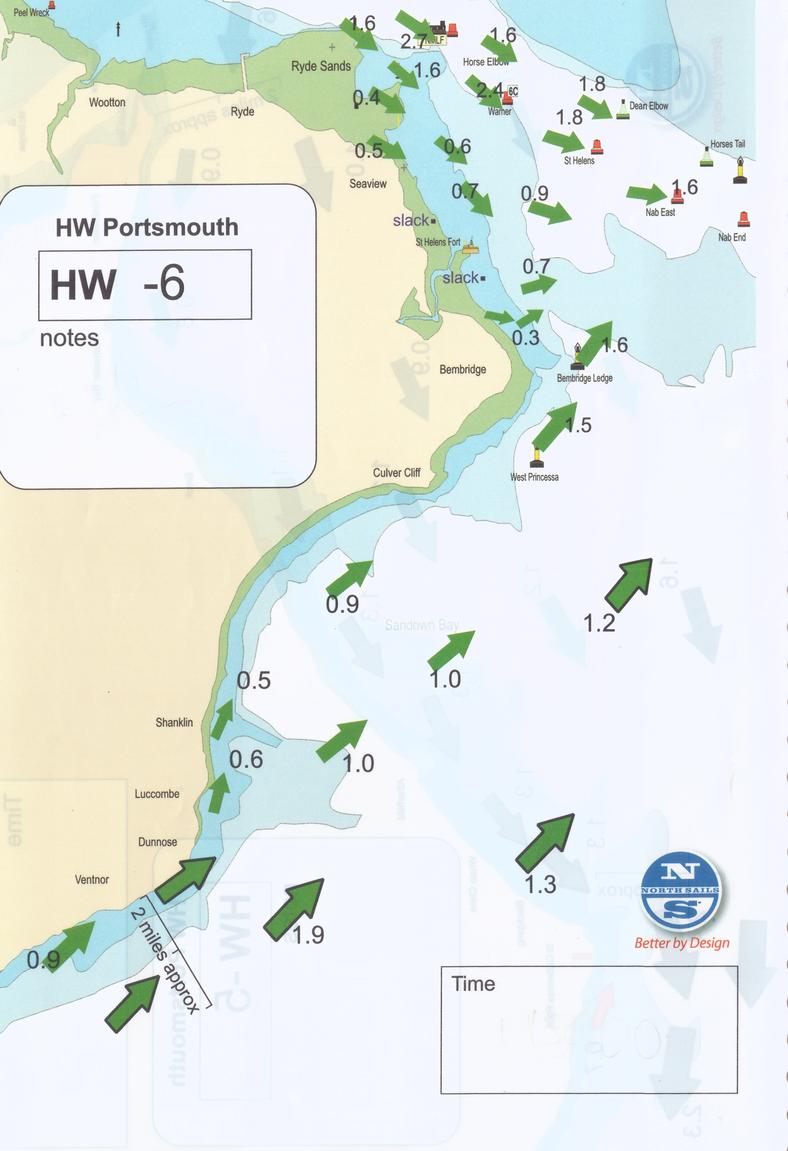 Peel Wreck
1.6
2.7
1.6
Horse Elbow
Ryde Sands
1.6
2.4
SC
1.8
Dean Elbow
Wootton
Ryde
0.4
Warner
1.8
St Helens
Horses Tail
0.5
0.6
Seaview
0.7
0.9
1.6
Nab East
Nab End
slack
St Helens Fort
HW Portsmouth
HW -6
notes
slack
0.7
0.3
1.6
Bembridge
Bembridge Ledge
1.5
Culver Cliff
West Princessa
0.9
1.2
Sandown Bay
1.0
0.5
Shanklin
0.6
1.0
Luccombe
Dunnose
Ventnor
1.3
1.9
0.9
2 miles approx
N
NORTH SAILS
S
Better by Design
Time